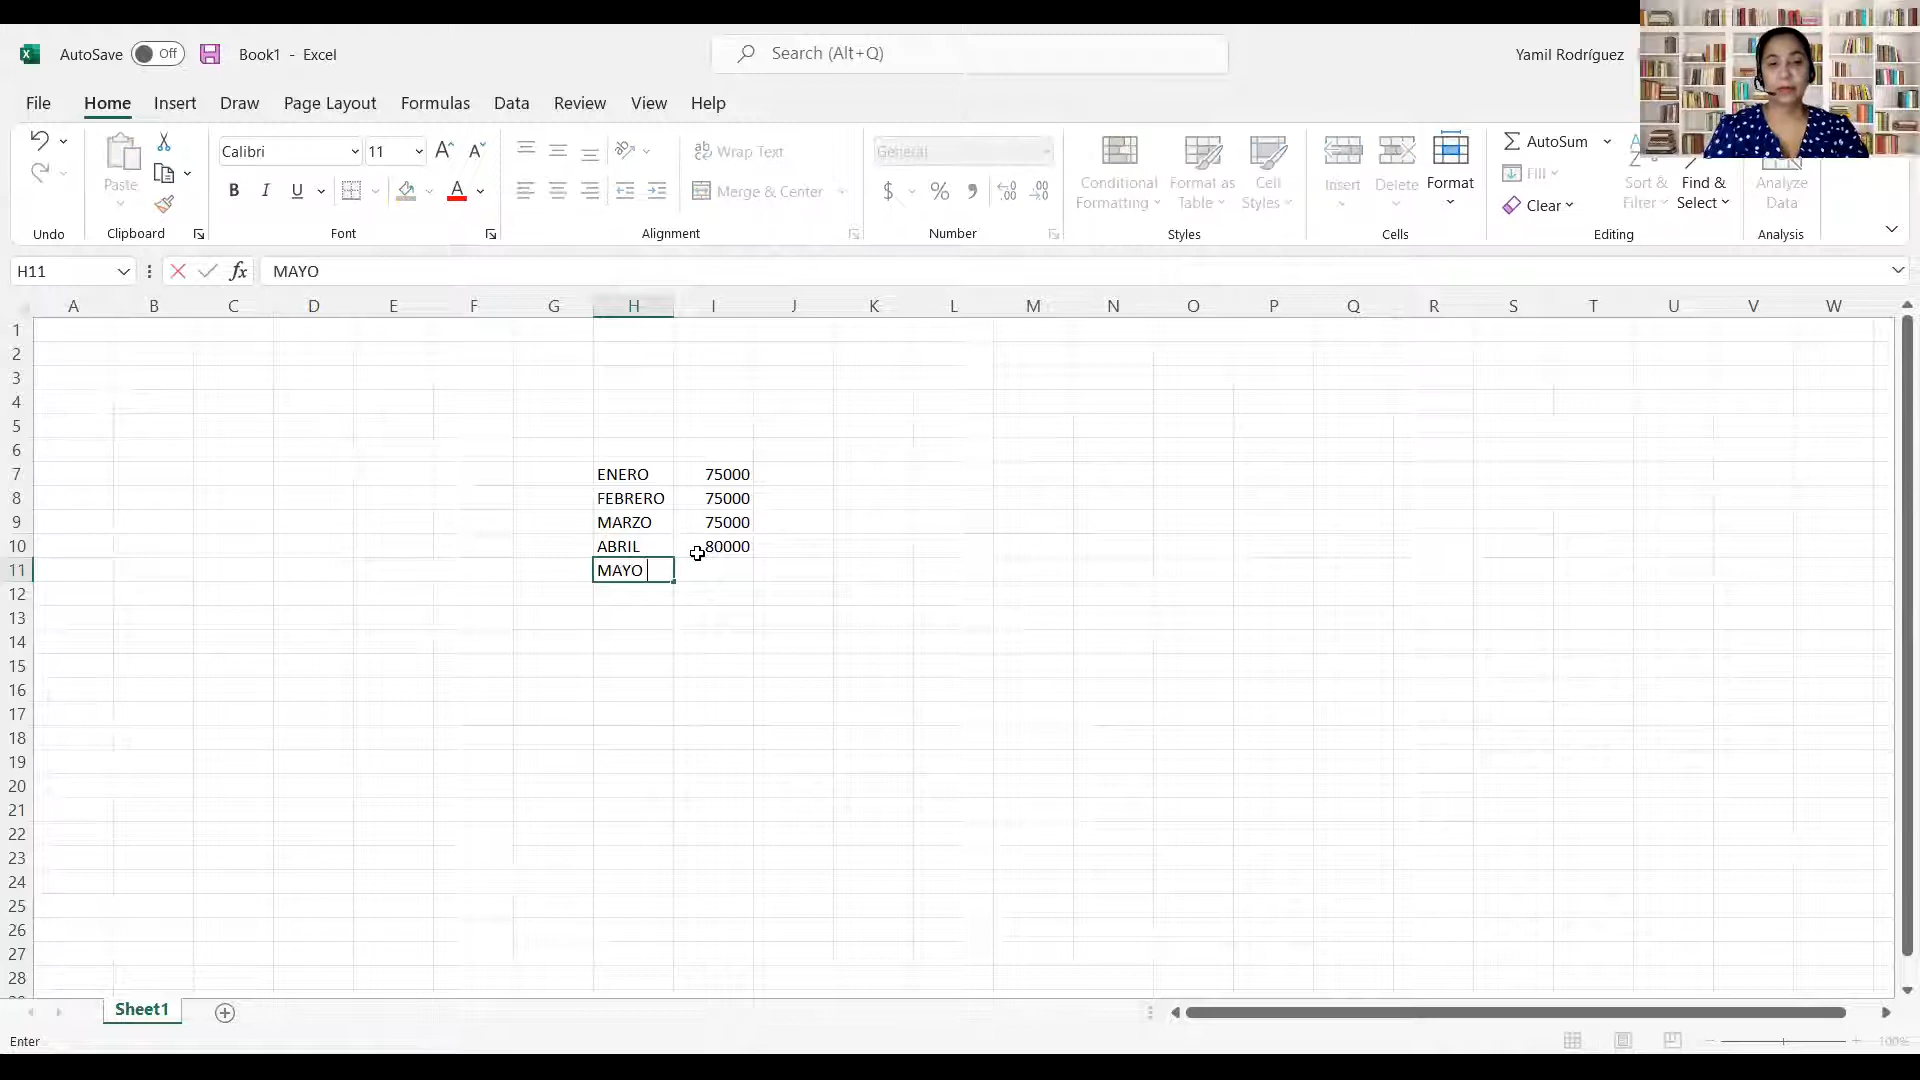 AutoSave Off Book1 - Excel Search (Alt+Q) Yamil Rodríguez
File Home Insert Draw Page Layout Formulas Data Review View Help
Calibri 11 Wrap Text General AutoSum
Paste Conditional Formatting Format as Table Cell Styles Insert Delete Format Fill Sort & Filter Find & Select Analyze Data
B I U A Merge & Center $ % Clear
Undo Clipboard Font Alignment Number Styles Cells Editing Analysis
H11 fx MAYO
A B C D E F G H I J K L M N O P Q R S T U V W
1
2
3
4
5
6
7 ENERO 75000
8 FEBRERO 75000
9 MARZO 75000
10 ABRIL 80000
11 MAYO
12
13
14
15
16
17
18
19
20
21
22
23
24
25
26
27
28
Sheet1
Enter 100%